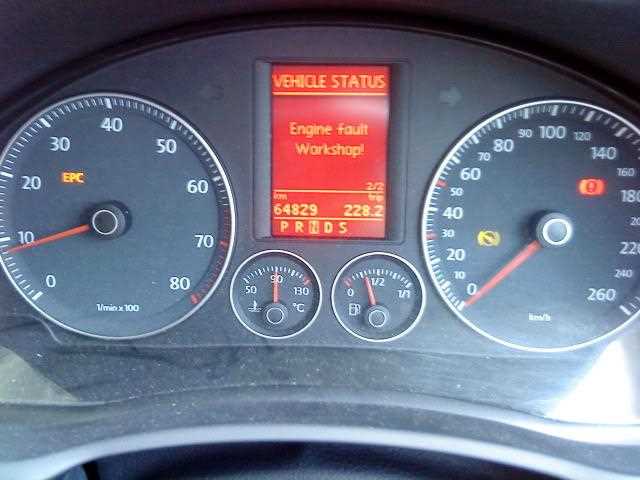 VEHICLE STATUS
Engine fault
Workshop!
2/2
km trip
64829 228.2
P R N D S
0 10 20 30 40 50 60 70 80
EPC
1/min x 100
50 90 130
°C
0 1/2 1/1
0 10 20 30 40 50 60 70 80 90 100 120 140 160 180 220 240 260
km/h